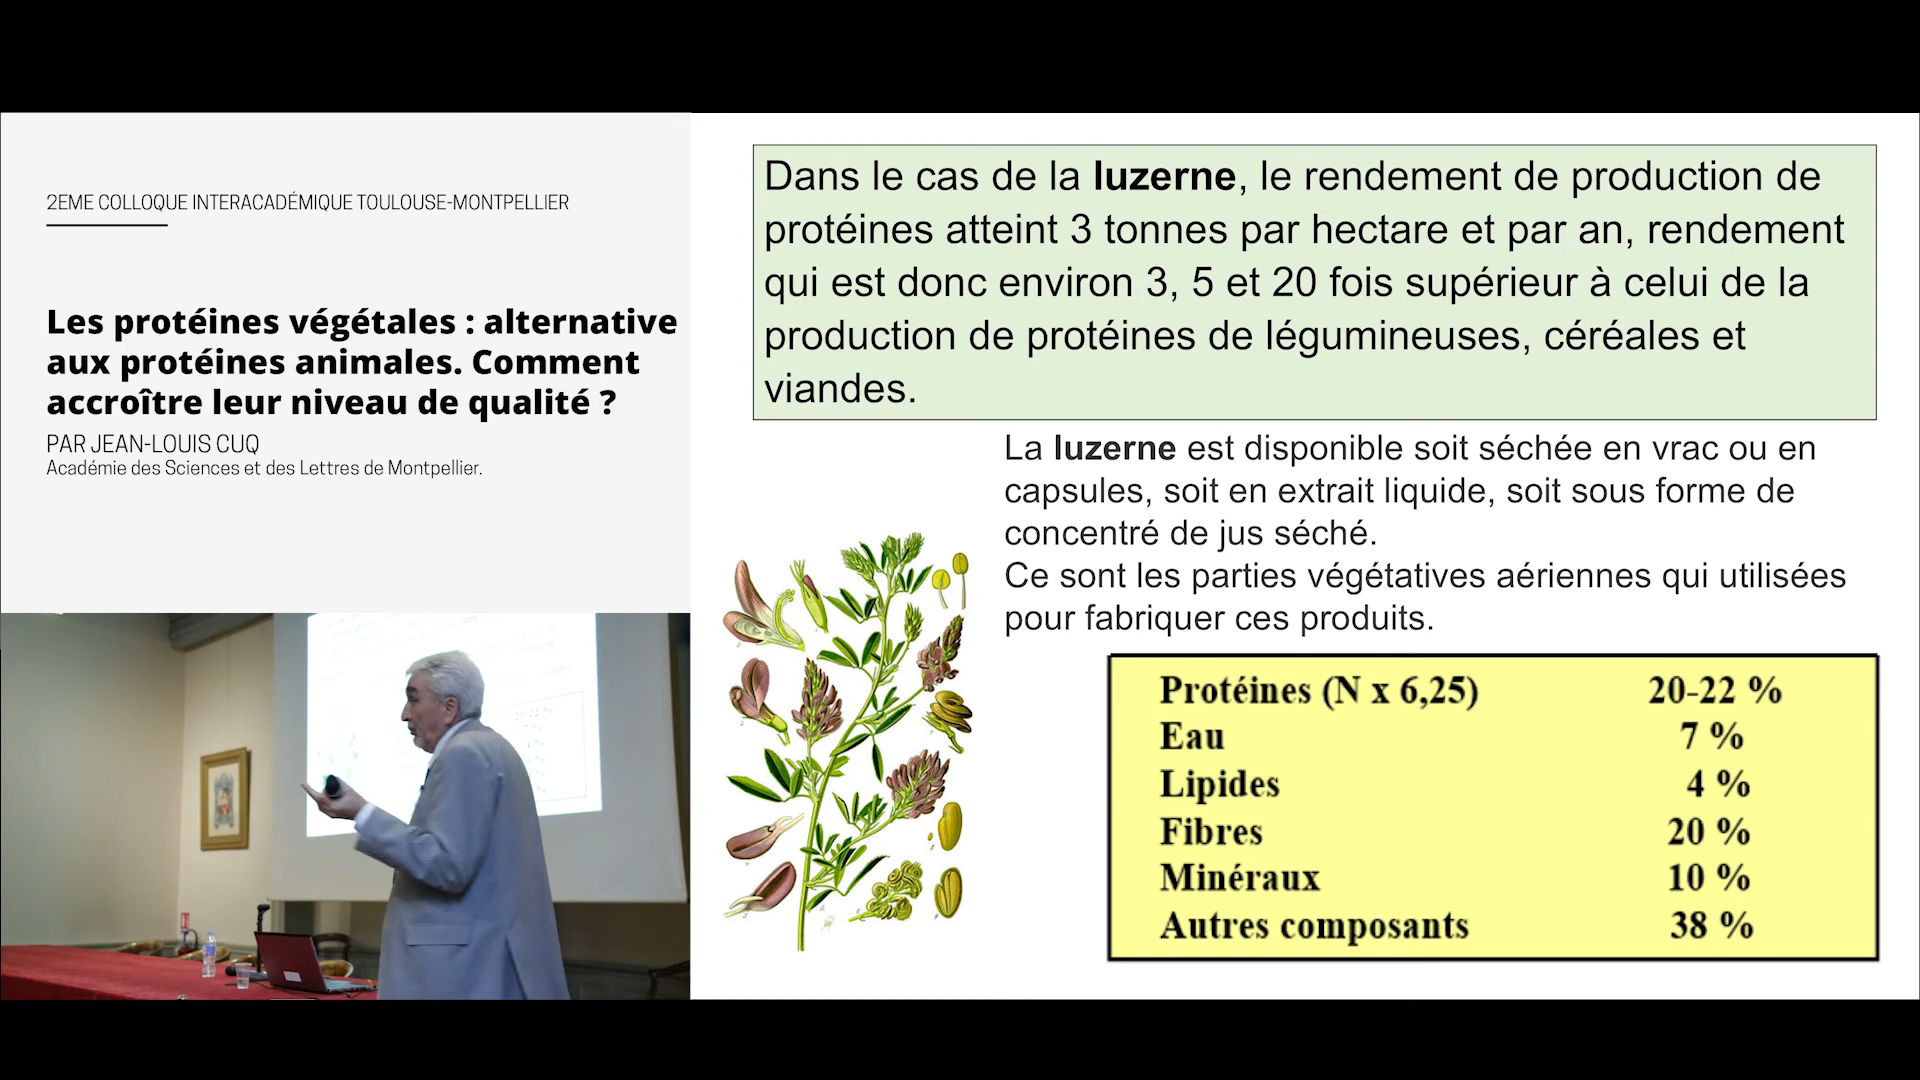 2EME COLLOQUE INTERACADÉMIQUE TOULOUSE-MONTPELLIER
Les protéines végétales : alternative
aux protéines animales. Comment
accroître leur niveau de qualité ?
PAR JEAN-LOUIS CUQ
Académie des Sciences et des Lettres de Montpellier.
Dans le cas de la luzerne, le rendement de production de
protéines atteint 3 tonnes par hectare et par an, rendement
qui est donc environ 3, 5 et 20 fois supérieur à celui de la
production de protéines de légumineuses, céréales et
viandes.
La luzerne est disponible soit séchée en vrac ou en
capsules, soit en extrait liquide, soit sous forme de
concentré de jus séché.
Ce sont les parties végétatives aériennes qui utilisées
pour fabriquer ces produits.
Protéines (N x 6,25) 20-22 %
Eau 7 %
Lipides 4 %
Fibres 20 %
Minéraux 10 %
Autres composants 38 %